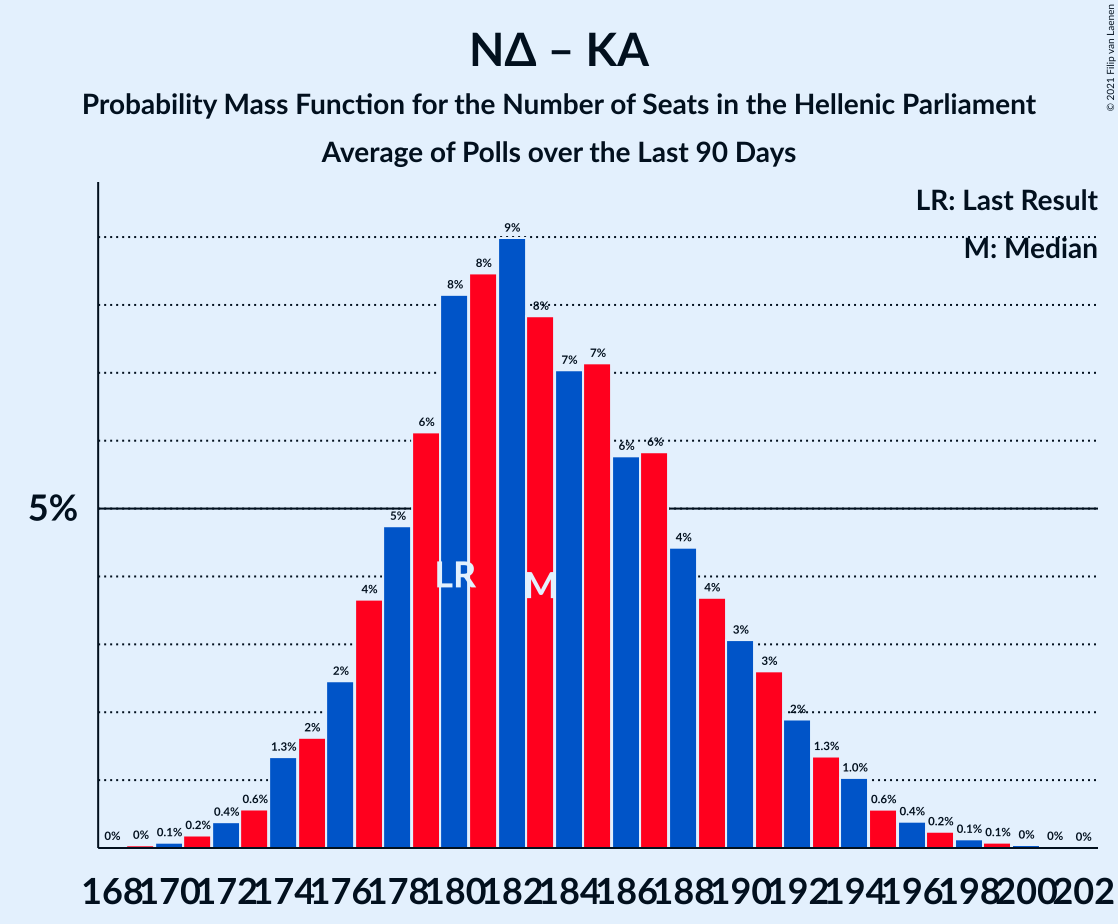 © 2021 Filip van Laenen
ΝΔ – ΚΑ
Probability Mass Function for the Number of Seats in the Hellenic Parliament
Average of Polls over the Last 90 Days
LR: Last Result
M: Median
5%
0% 0% 0.1% 0.2% 0.4% 0.6% 1.3% 2% 2% 4% 5% 6% 8% 8% 9% 8% 7% 7% 6% 6% 4% 4% 3% 3% 2% 1.3% 1.0% 0.6% 0.4% 0.2% 0.1% 0.1% 0% 0% 0%
LR M
168 170 172 174 176 178 180 182 184 186 188 190 192 194 196 198 200 202